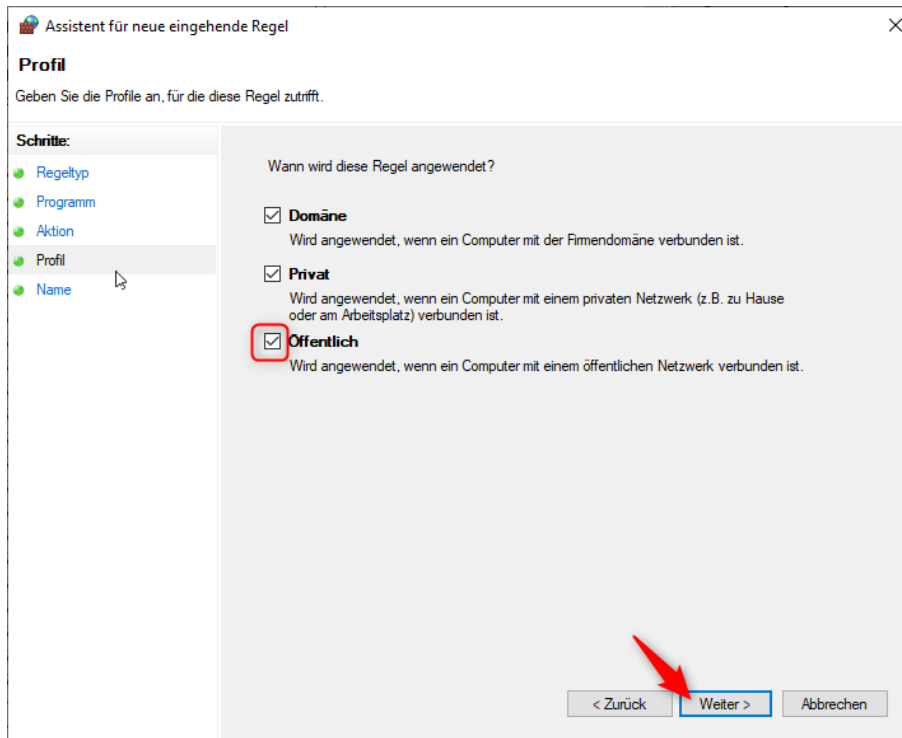 Assistent für neue eingehende Regel
Profil
Geben Sie die Profile an, für die diese Regel zutrifft.
Schritte:
Regeltyp
Programm
Aktion
Profil
Name
Wann wird diese Regel angewendet?
Domäne
Wird angewendet, wenn ein Computer mit der Firmendomäne verbunden ist.
Privat
Wird angewendet, wenn ein Computer mit einem privaten Netzwerk (z.B. zu Hause
oder am Arbeitsplatz) verbunden ist.
Öffentlich
Wird angewendet, wenn ein Computer mit einem öffentlichen Netzwerk verbunden ist.
< Zurück
Weiter >
Abbrechen